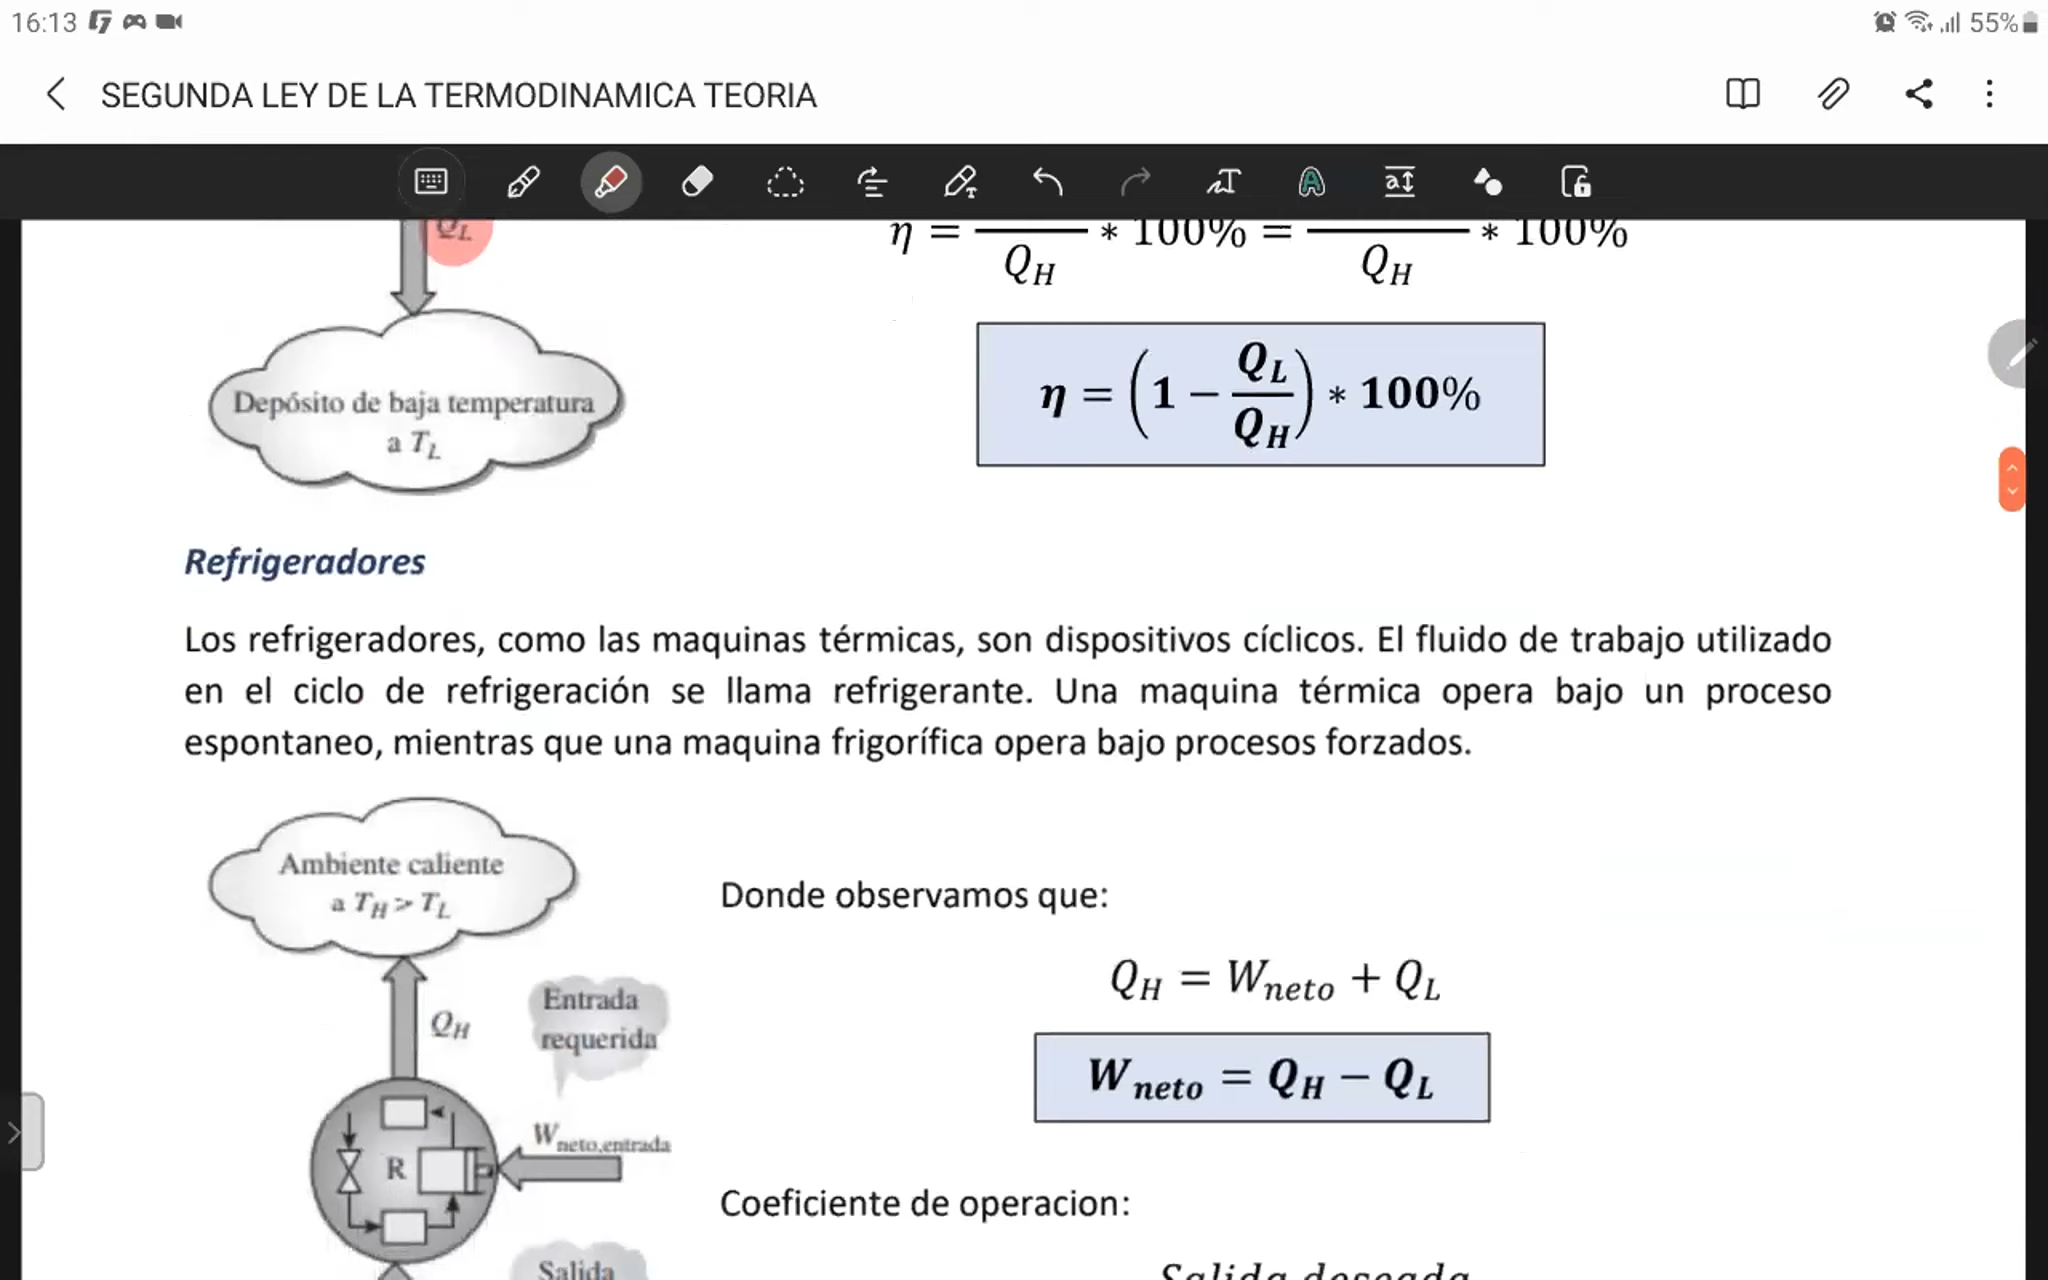 16:13
55%
SEGUNDA LEY DE LA TERMODINAMICA TEORIA
Q_L
η = ―― * 100% = ―― * 100%
Q_H Q_H
η = (1 − Q_L/Q_H) * 100%
Depósito de baja temperatura
a T_L
Refrigeradores
Los refrigeradores, como las maquinas térmicas, son dispositivos cíclicos. El fluido de trabajo utilizado
en el ciclo de refrigeración se llama refrigerante. Una maquina térmica opera bajo un proceso
espontaneo, mientras que una maquina frigorífica opera bajo procesos forzados.
Ambiente caliente
a T_H > T_L
Q_H
Entrada
requerida
W_neto,entrada
R
Salida
Donde observamos que:
Q_H = W_neto + Q_L
W_neto = Q_H − Q_L
Coeficiente de operacion:
Salida deseada